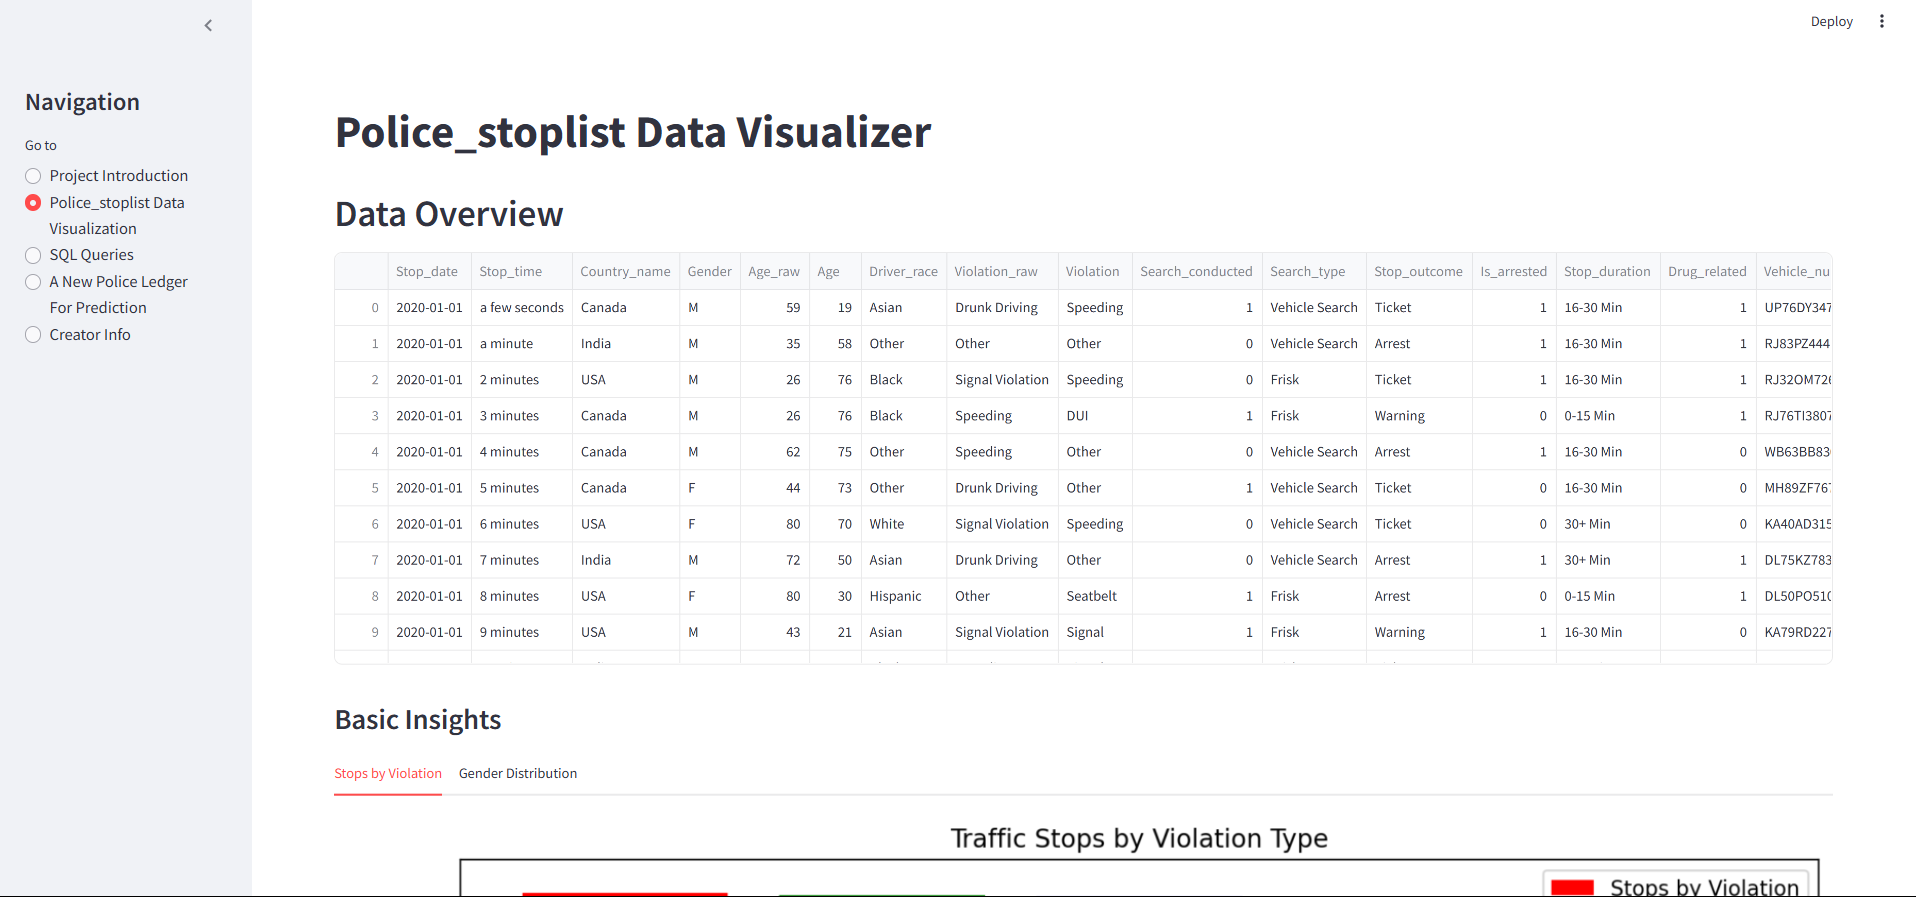 Deploy
Navigation
Go to
Project Introduction
Police_stoplist Data
Visualization
SQL Queries
A New Police Ledger
For Prediction
Creator Info
Police_stoplist Data Visualizer
Data Overview
Stop_date Stop_time Country_name Gender Age_raw Age Driver_race Violation_raw Violation Search_conducted Search_type Stop_outcome Is_arrested Stop_duration Drug_related Vehicle_nu
0 2020-01-01 a few seconds Canada M 59 19 Asian Drunk Driving Speeding 1 Vehicle Search Ticket 1 16-30 Min 1 UP76DY347
1 2020-01-01 a minute India M 35 58 Other Other Other 0 Vehicle Search Arrest 1 16-30 Min 1 RJ83PZ444
2 2020-01-01 2 minutes USA M 26 76 Black Signal Violation Speeding 0 Frisk Ticket 1 16-30 Min 1 RJ32OM726
3 2020-01-01 3 minutes Canada M 26 76 Black Speeding DUI 1 Frisk Warning 0 0-15 Min 1 RJ76TI3807
4 2020-01-01 4 minutes Canada M 62 75 Other Speeding Other 0 Vehicle Search Arrest 1 16-30 Min 0 WB63BB83
5 2020-01-01 5 minutes Canada F 44 73 Other Drunk Driving Other 1 Vehicle Search Ticket 0 16-30 Min 0 MH89ZF767
6 2020-01-01 6 minutes USA F 80 70 White Signal Violation Speeding 0 Vehicle Search Ticket 0 30+ Min 0 KA40AD315
7 2020-01-01 7 minutes India M 72 50 Asian Drunk Driving Other 0 Vehicle Search Arrest 1 30+ Min 1 DL75KZ783
8 2020-01-01 8 minutes USA F 80 30 Hispanic Other Seatbelt 1 Frisk Arrest 0 0-15 Min 1 DL50PO510
9 2020-01-01 9 minutes USA M 43 21 Asian Signal Violation Signal 1 Frisk Warning 1 16-30 Min 0 KA79RD227
Basic Insights
Stops by Violation Gender Distribution
Traffic Stops by Violation Type
Stops by Violation